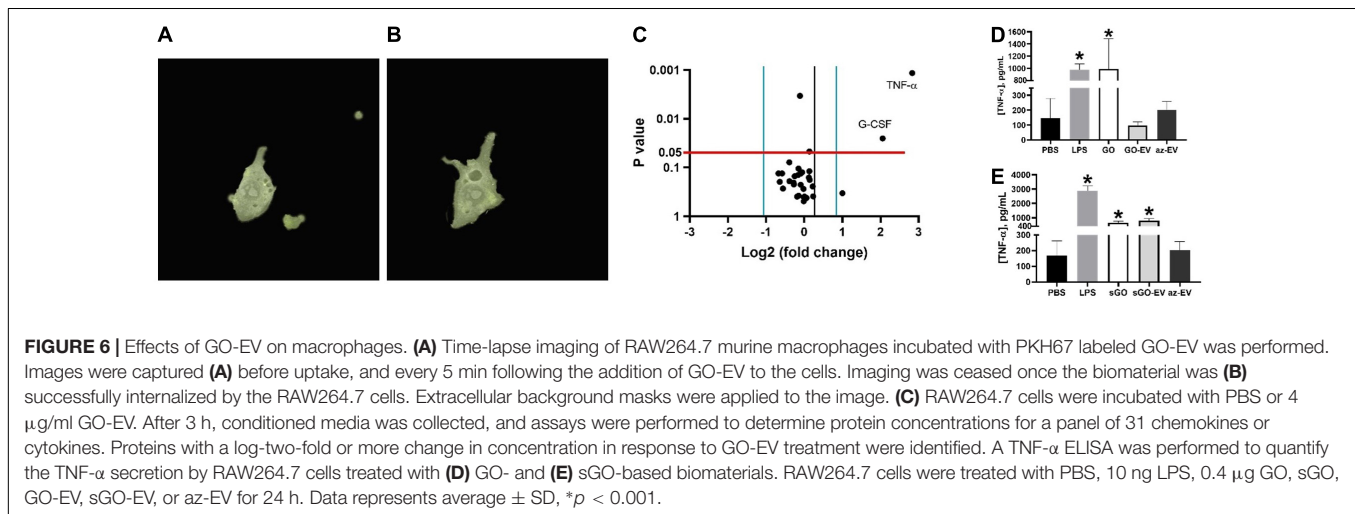 A
B
C
0.001
0.01
0.05
0.1
1
P value
TNF-α
G-CSF
-3 -2 -1 0 1 2 3
Log2 (fold change)
D
[TNF-α], pg/mL
1600
1400
1200
1000
800
300
200
100
0
* *
PBS LPS GO GO-EV az-EV
E
[TNF-α], pg/mL
4000
3000
2000
1000
400
300
200
100
0
* * *
PBS LPS sGO sGO-EV az-EV
FIGURE 6 | Effects of GO-EV on macrophages. (A) Time-lapse imaging of RAW264.7 murine macrophages incubated with PKH67 labeled GO-EV was performed.
Images were captured (A) before uptake, and every 5 min following the addition of GO-EV to the cells. Imaging was ceased once the biomaterial was (B)
successfully internalized by the RAW264.7 cells. Extracellular background masks were applied to the image. (C) RAW264.7 cells were incubated with PBS or 4
μg/ml GO-EV. After 3 h, conditioned media was collected, and assays were performed to determine protein concentrations for a panel of 31 chemokines or
cytokines. Proteins with a log-two-fold or more change in concentration in response to GO-EV treatment were identified. A TNF-α ELISA was performed to quantify
the TNF-α secretion by RAW264.7 cells treated with (D) GO- and (E) sGO-based biomaterials. RAW264.7 cells were treated with PBS, 10 ng LPS, 0.4 μg GO, sGO,
GO-EV, sGO-EV, or az-EV for 24 h. Data represents average ± SD, *p < 0.001.